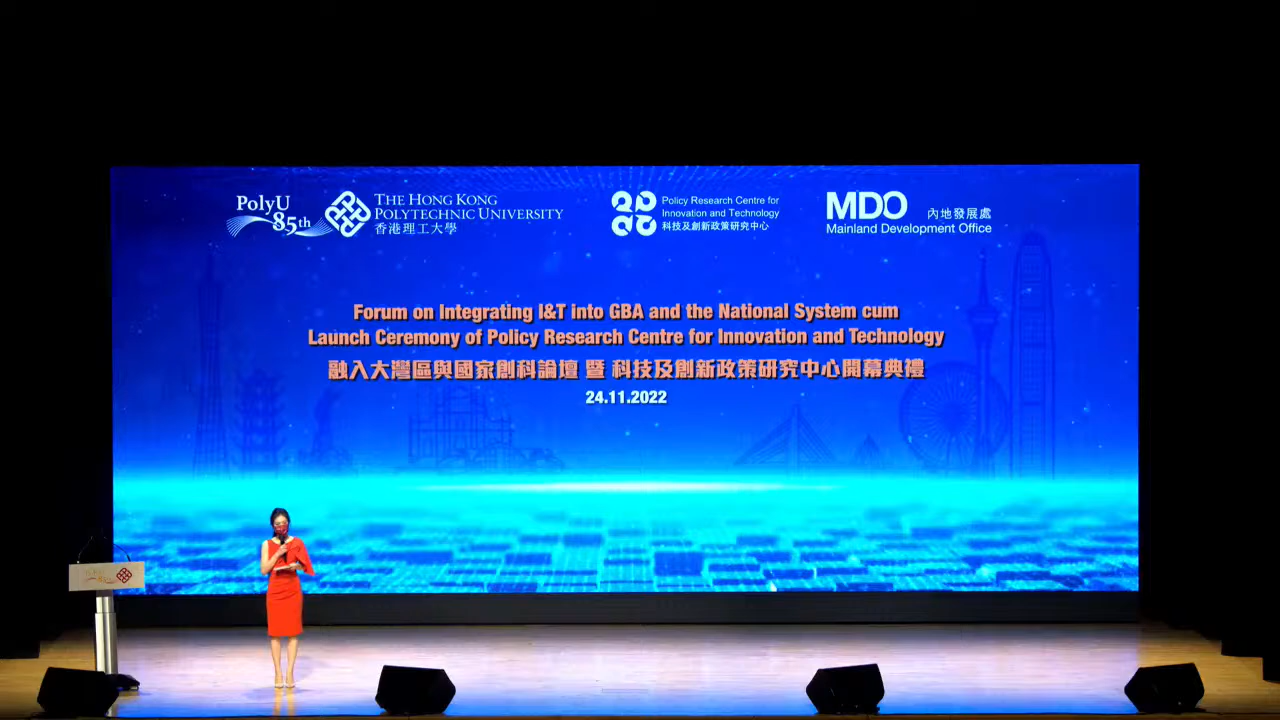 PolyU
85th
THE HONG KONG
POLYTECHNIC UNIVERSITY
香港理工大學
Policy Research Centre for
Innovation and Technology
科技及創新政策研究中心
MDO 內地發展處
Mainland Development Office
Forum on Integrating I&T into GBA and the National System cum
Launch Ceremony of Policy Research Centre for Innovation and Technology
融入大灣區與國家創科論壇 暨 科技及創新政策研究中心開幕典禮
24.11.2022